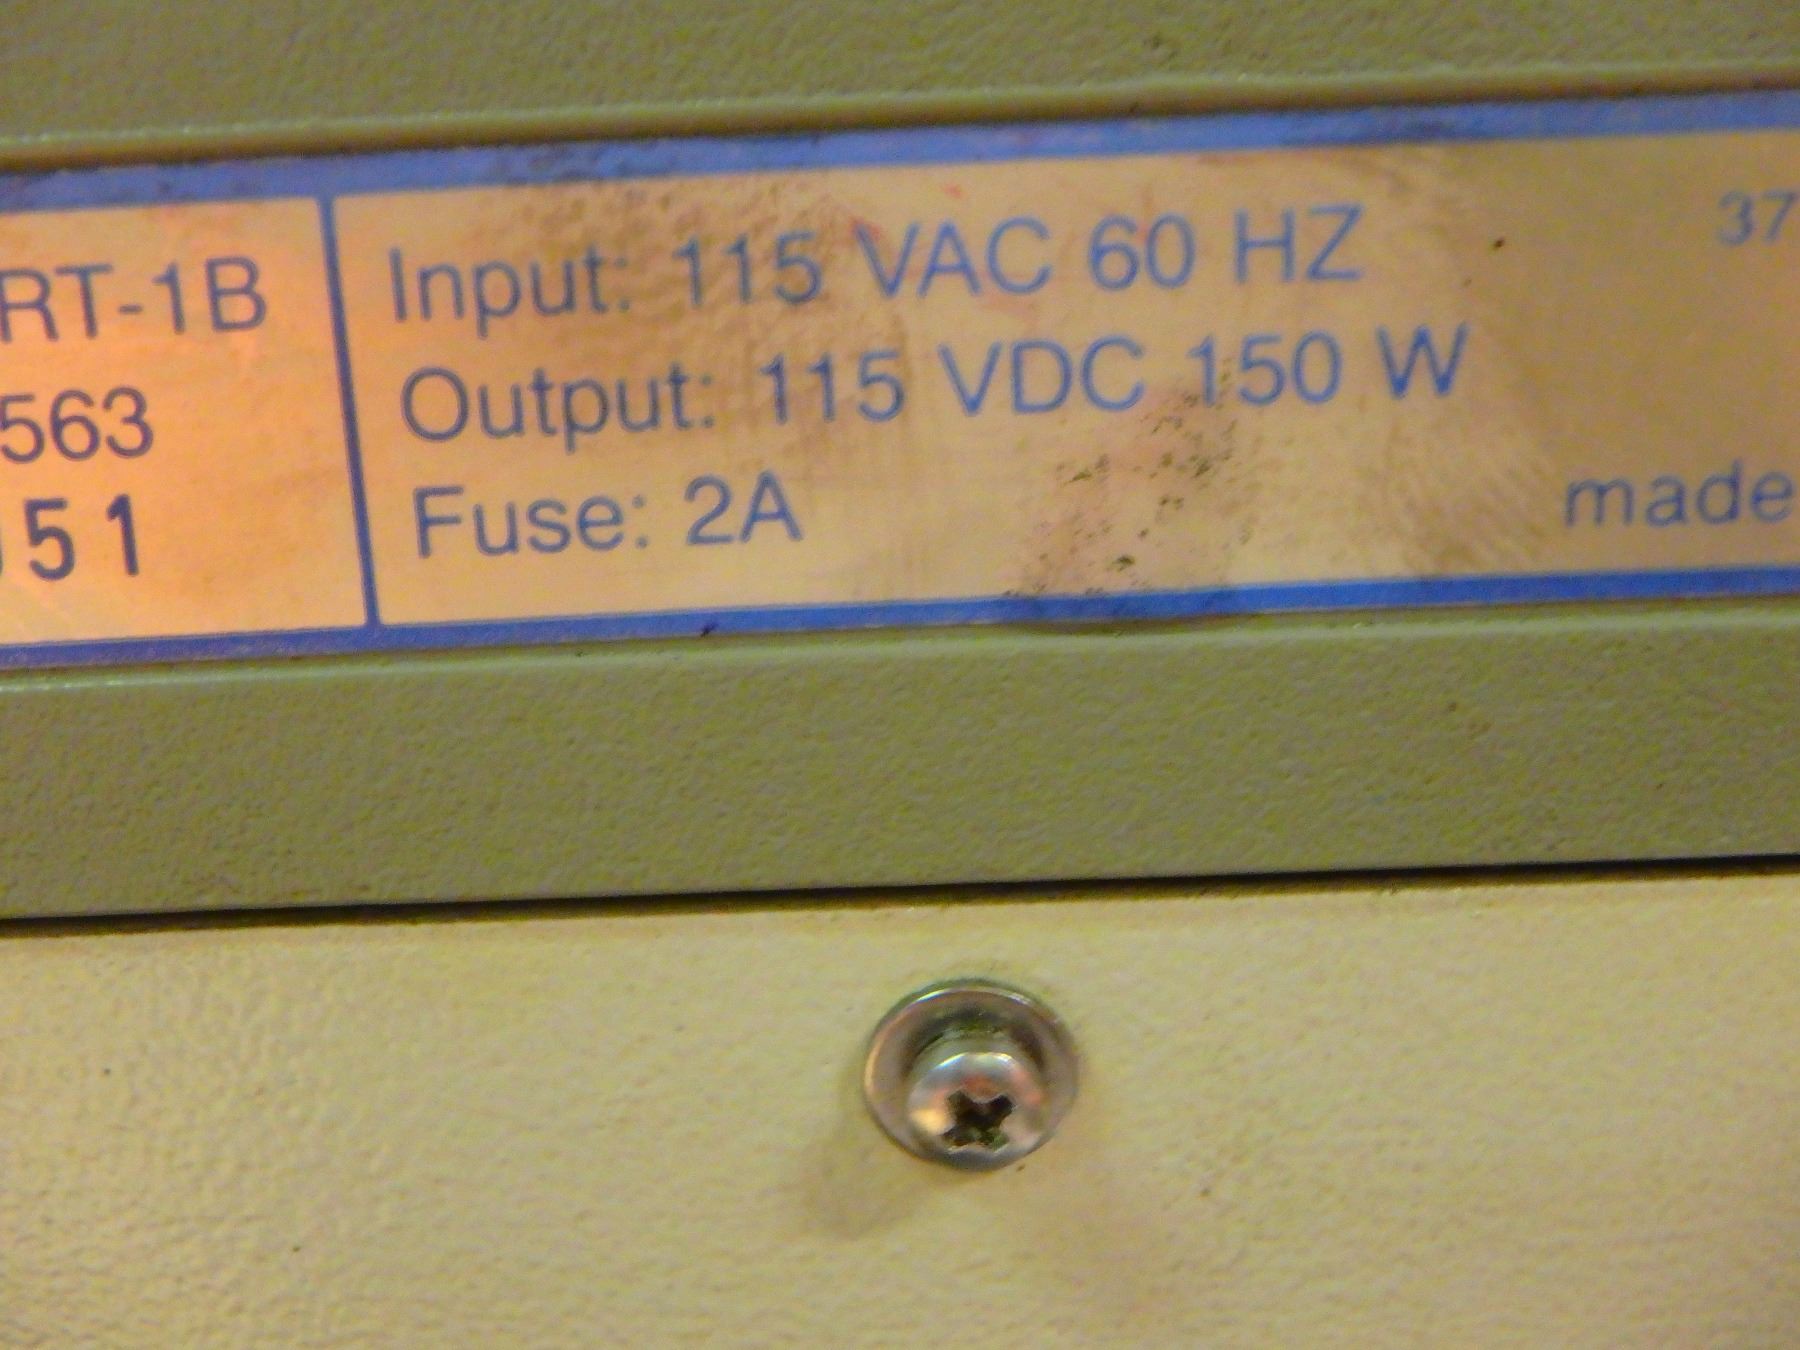 RT-1B
563
51
Input: 115 VAC 60 HZ
Output: 115 VDC 150 W
Fuse: 2A
37
made